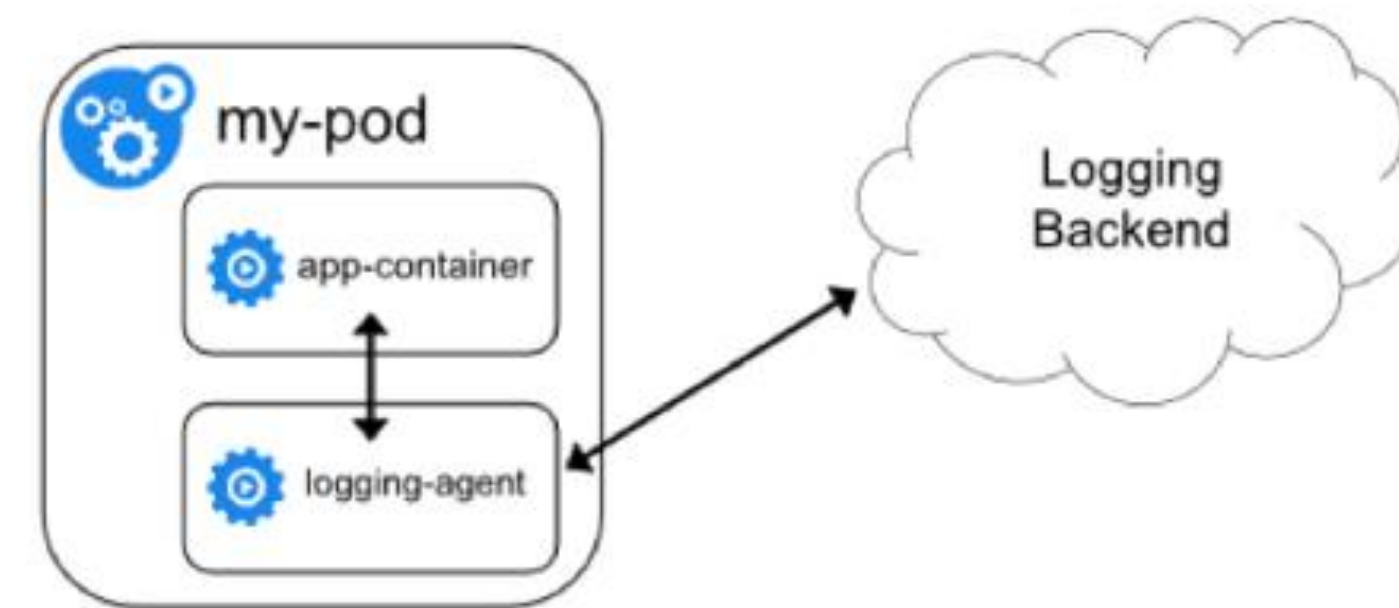 my-pod
app-container
logging-agent
Logging
Backend